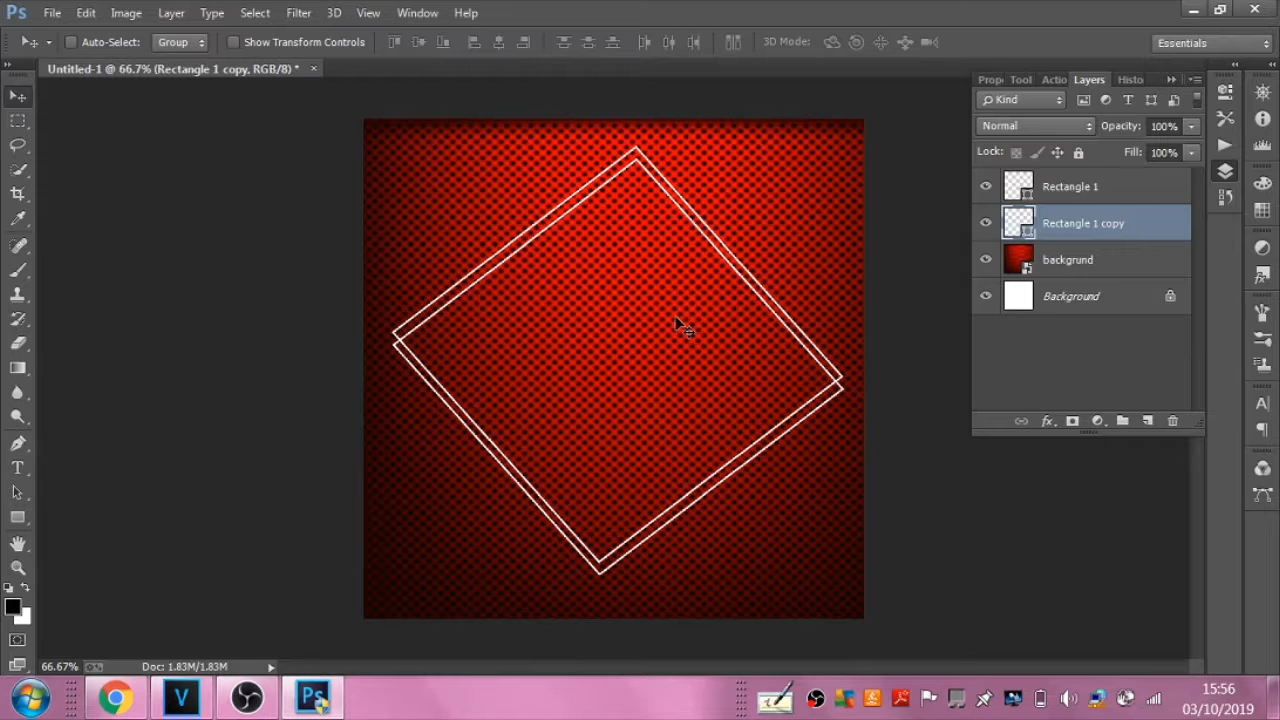 Ps File Edit Image Layer Type Select Filter 3D View Window Help
Auto-Select: Group Show Transform Controls 3D Mode: Essentials
Untitled-1 @ 66.7% (Rectangle 1 copy, RGB/8) * ×
Prop Tool Actio Layers Histo
Kind
Normal Opacity: 100%
Lock: Fill: 100%
Rectangle 1
Rectangle 1 copy
backgrund
Background
fx
66.67% Doc: 1.83M/1.83M
V Ps
15:56
03/10/2019